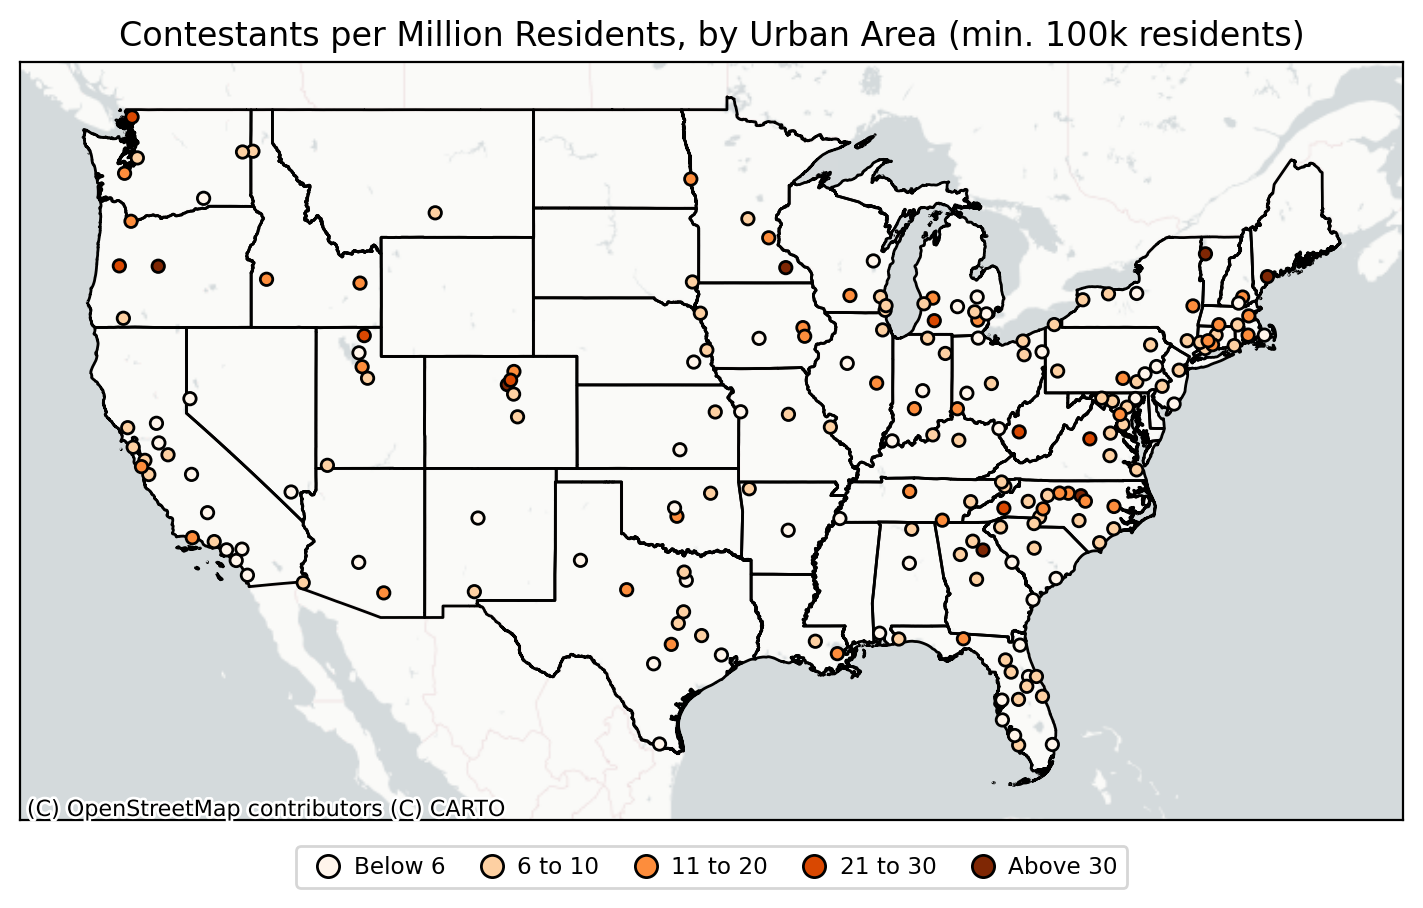 Contestants per Million Residents, by Urban Area (min. 100k residents)
(C) OpenStreetMap contributors (C) CARTO
Below 6
6 to 10
11 to 20
21 to 30
Above 30